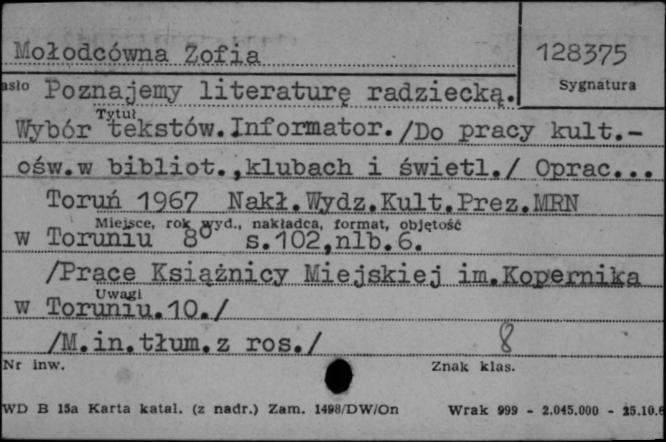 Mołodcówna Zofia
128375
asło Poznajemy literaturę radziecką.
Sygnatura
Tytuł
Wybór tekstów.Informator./Do pracy kult.-
ośw.w bibliot.,klubach i świetl./ Oprac...
Toruń 1967 Nakł.Wydz.Kult.Prez.MRN
Miejsce, rok wyd., nakładca, format, objętość
w Toruniu 8° s.102,nlb.6.
/Prace Książnicy Miejskiej im.Kopernika
Uwagi
w Toruniu.10./
/M.in.tłum.z ros./ 8
Nr inw. Znak klas.
WD B 15a Karta katal. (z nadr.) Zam. 1498/DW/On Wrak 999 - 2.045.000 - 25.10.6